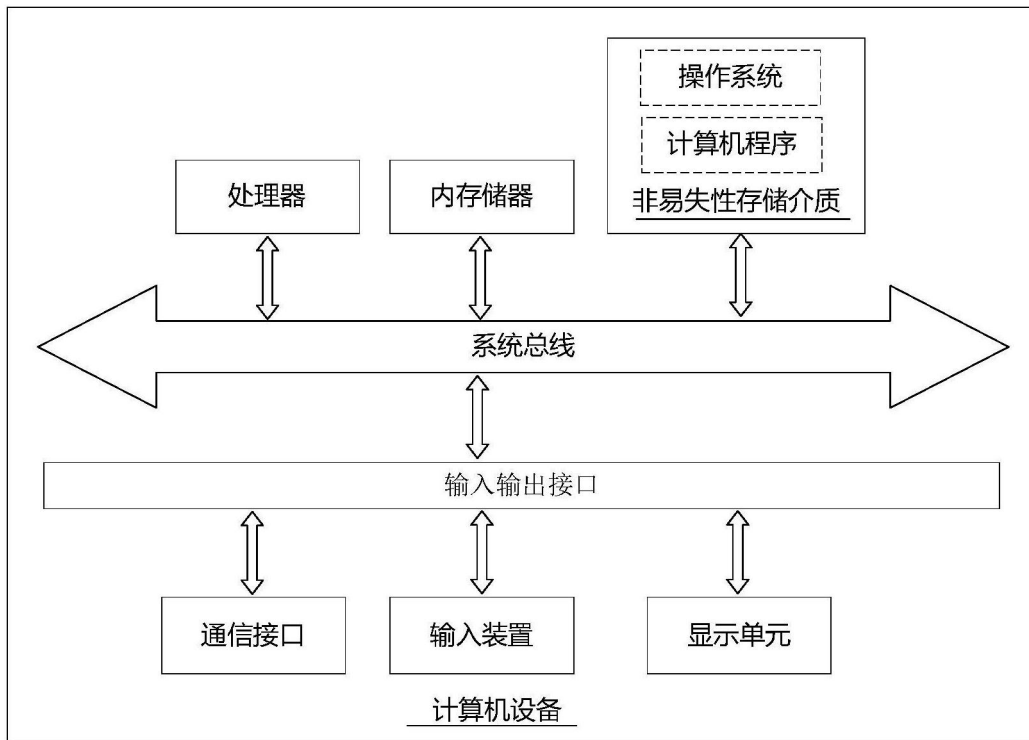 操作系统
计算机程序
非易失性存储介质
处理器
内存储器
系统总线
输入输出接口
通信接口
输入装置
显示单元
计算机设备